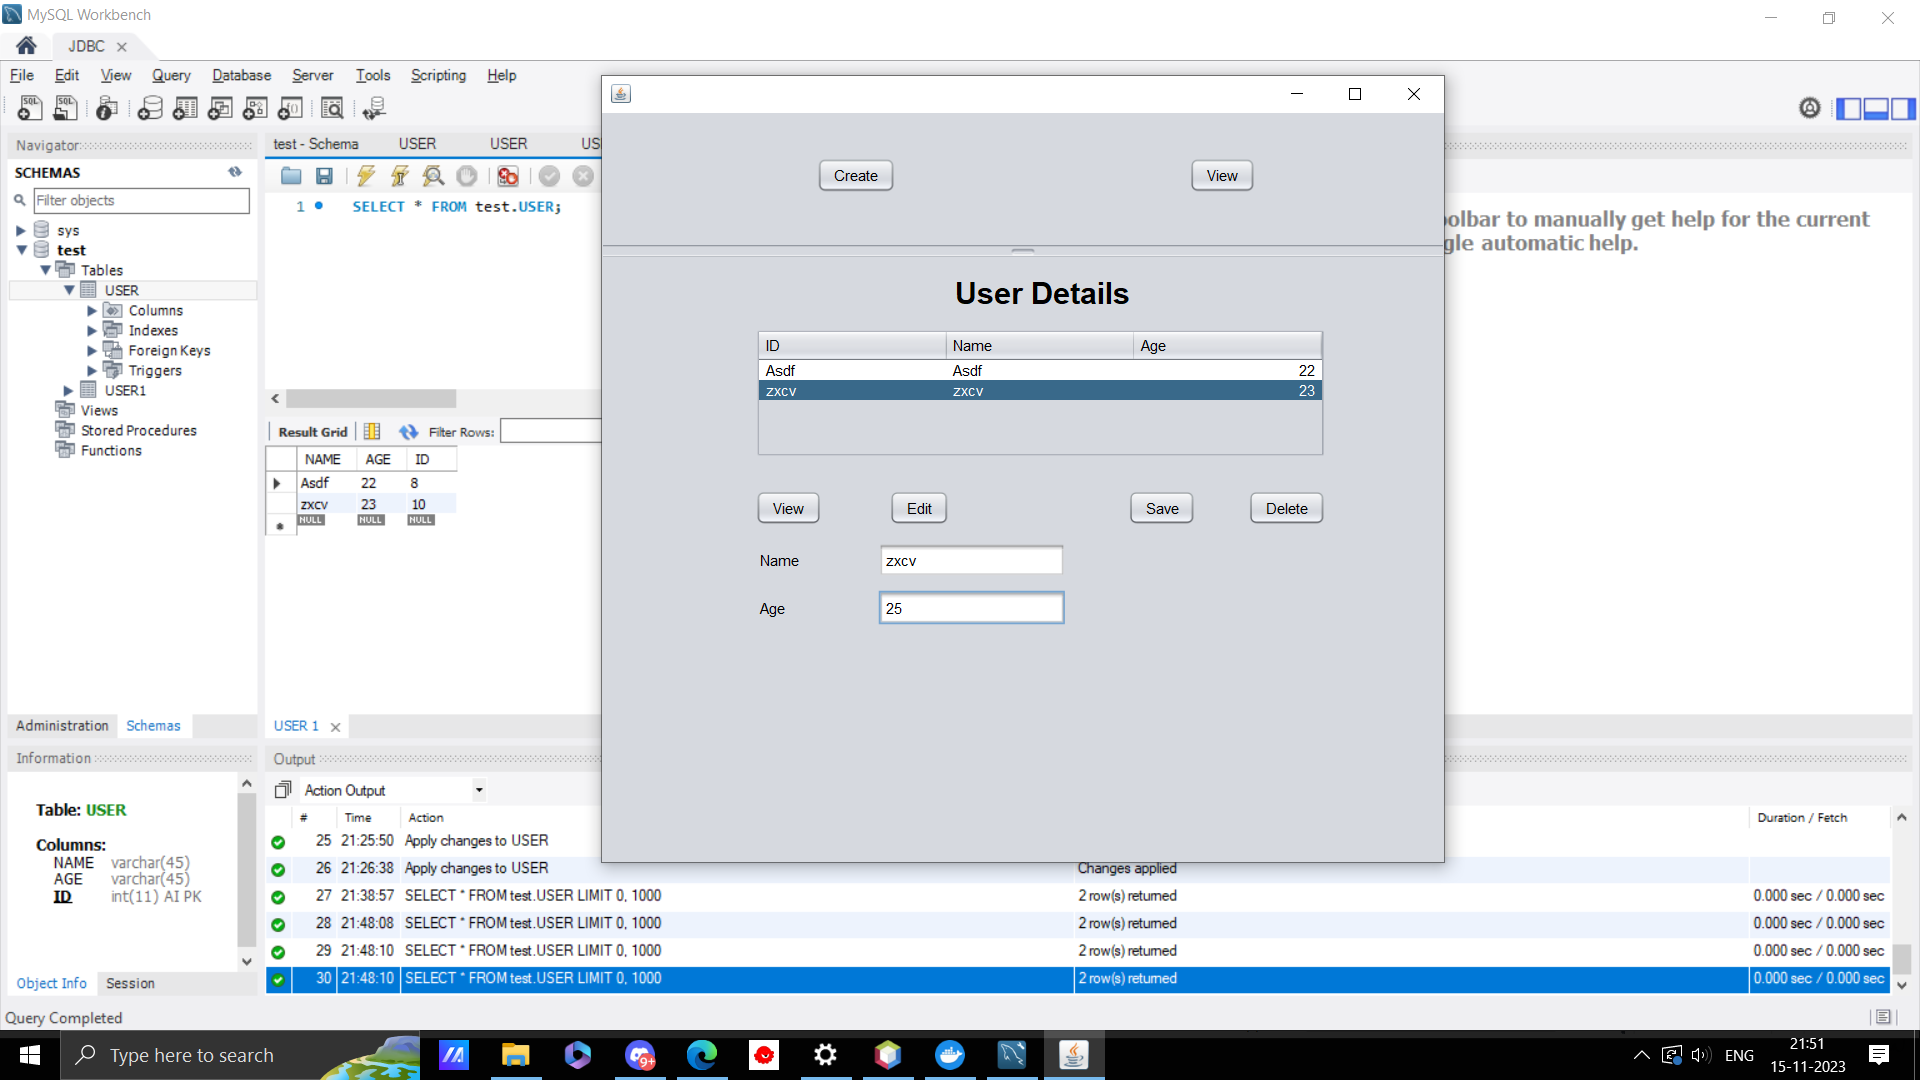 MySQL Workbench
JDBC
File Edit View Query Database Server Tools Scripting Help
Navigator
SCHEMAS
Filter objects
sys
test
Tables
USER
Columns
Indexes
Foreign Keys
Triggers
USER1
Views
Stored Procedures
Functions
Administration Schemas
Information
Table: USER
Columns:
NAME varchar(45)
AGE varchar(45)
ID int(11) AI PK
Object Info Session
Query Completed
test - Schema USER USER US
1 SELECT * FROM test.USER;
Result Grid Filter Rows:
NAME AGE ID
Asdf 22 8
zxcv 23 10
NULL NULL NULL
USER 1
Create View
User Details
ID Name Age
Asdf Asdf 22
zxcv zxcv 23
View Edit Save Delete
Name zxcv
Age 25
olbar to manually get help for the current
gle automatic help.
Output
Action Output
# Time Action Duration / Fetch
25 21:25:50 Apply changes to USER
26 21:26:38 Apply changes to USER Changes applied
27 21:38:57 SELECT * FROM test.USER LIMIT 0, 1000 2 row(s) returned 0.000 sec / 0.000 sec
28 21:48:08 SELECT * FROM test.USER LIMIT 0, 1000 2 row(s) returned 0.000 sec / 0.000 sec
29 21:48:10 SELECT * FROM test.USER LIMIT 0, 1000 2 row(s) returned 0.000 sec / 0.000 sec
30 21:48:10 SELECT * FROM test.USER LIMIT 0, 1000 2 row(s) returned 0.000 sec / 0.000 sec
Type here to search
9+
ENG
21:51
15-11-2023